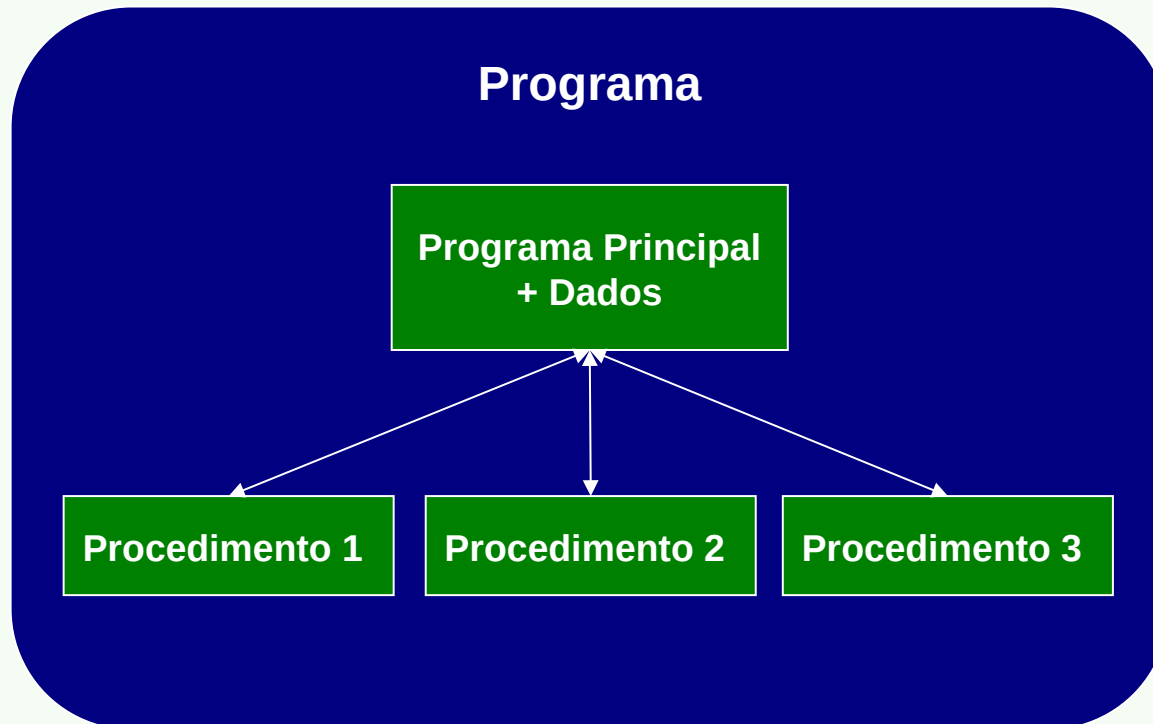 Programa
Programa Principal
+ Dados
Procedimento 1
Procedimento 2
Procedimento 3